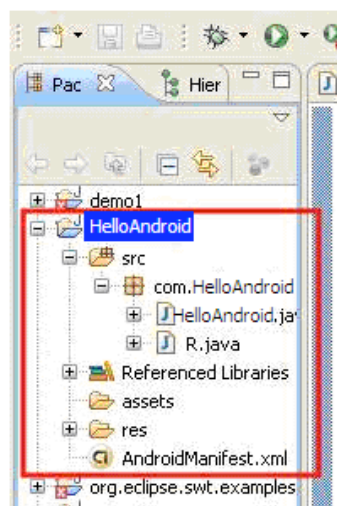 Pac
Hier
demo1
HelloAndroid
src
com.HelloAndroid
HelloAndroid.ja
R.java
Referenced Libraries
assets
res
AndroidManifest.xml
org.eclipse.swt.examples